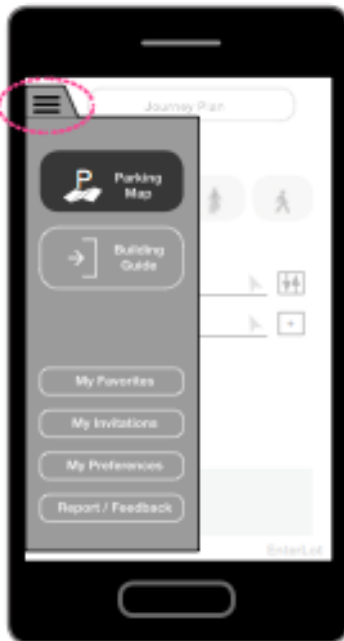 Journey Plan
P
Parking
Map
Building
Guide
My Favorites
My Invitations
My Preferences
Report / Feedback
EnterLot